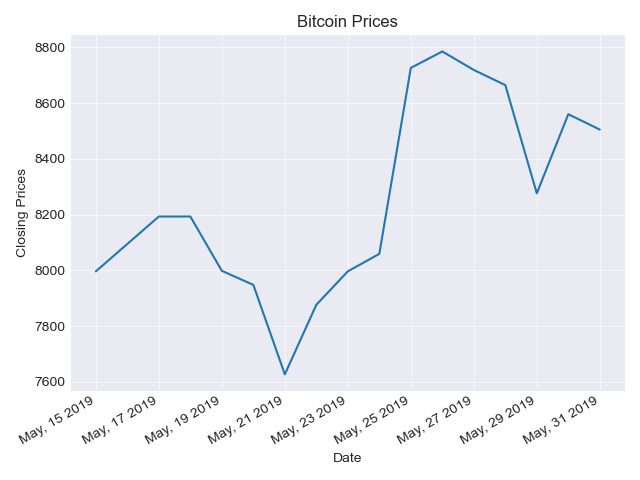 Bitcoin Prices
8800
8600
8400
8200
8000
7800
7600
Closing Prices
May, 15 2019
May, 17 2019
May, 19 2019
May, 21 2019
May, 23 2019
May, 25 2019
May, 27 2019
May, 29 2019
May, 31 2019
Date